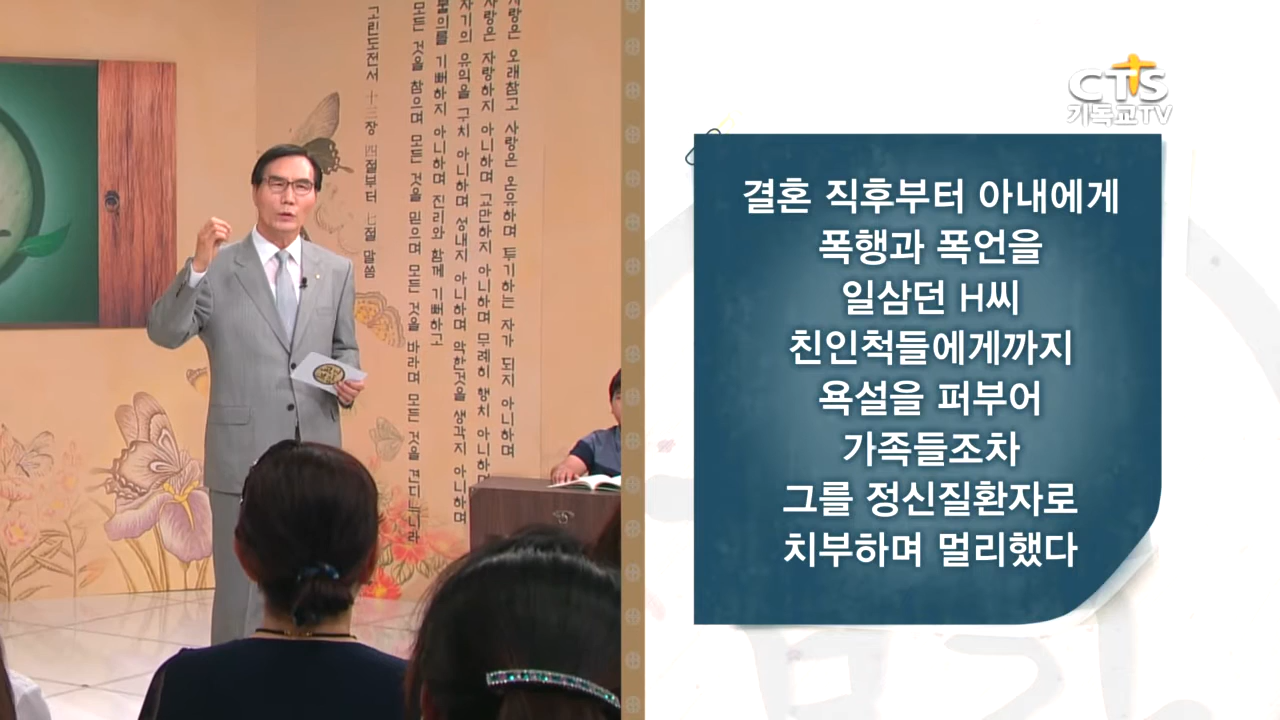 사랑은 오래참고 사랑은 온유하며 투기하는 자가 되지 아니하며
사랑은 자랑하지 아니하며 교만하지 아니하며 무례히 행치 아니하며
자기의 유익을 구치 아니하며 성내지 아니하며 악한것을 생각지 아니하며
불의를 기뻐하지 아니하며 진리와 함께 기뻐하고
모든 것을 참으며 모든 것을 믿으며 모든 것을 바라며 모든 것을 견디느니라
고린도전서 十三장 四절부터 七절 말씀
CTS
기독교TV
결혼 직후부터 아내에게
폭행과 폭언을
일삼던 H씨
친인척들에게까지
욕설을 퍼부어
가족들조차
그를 정신질환자로
치부하며 멀리했다